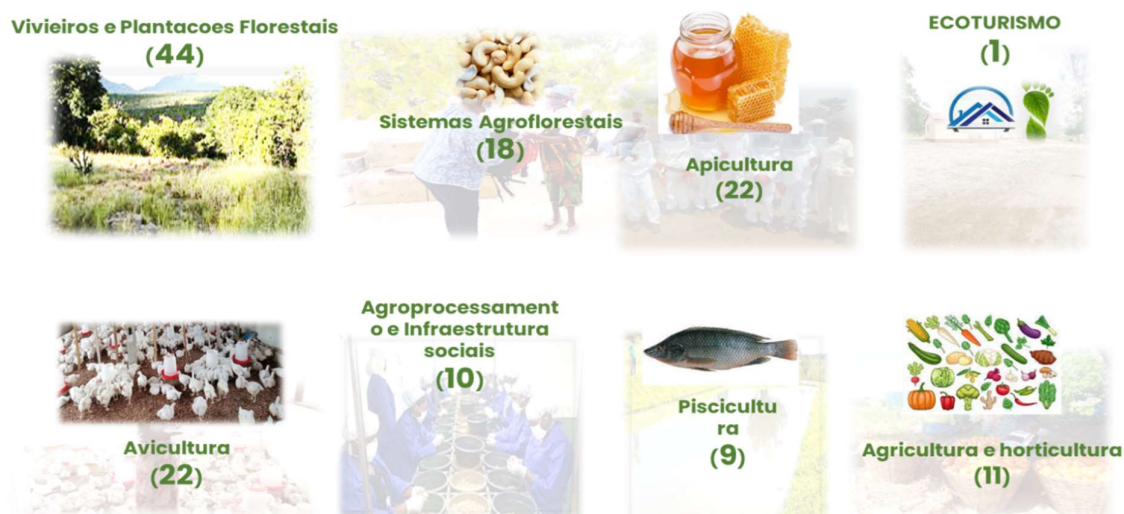 Vivieiros e Plantacoes Florestais
(44)
Sistemas Agroflorestais
(18)
Apicultura
(22)
ECOTURISMO
(1)
Avicultura
(22)
Agroprocessament
o e Infraestrutura
sociais
(10)
Piscicultu
ra
(9)
Agricultura e horticultura
(11)